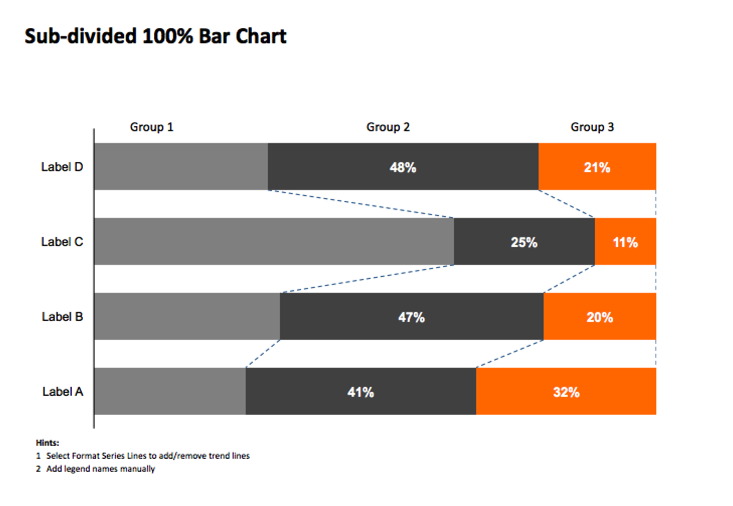 Sub-divided 100% Bar Chart
Group 1 Group 2 Group 3
Label D 48% 21%
Label C 25% 11%
Label B 47% 20%
Label A 41% 32%
Hints:
1 Select Format Series Lines to add/remove trend lines
2 Add legend names manually